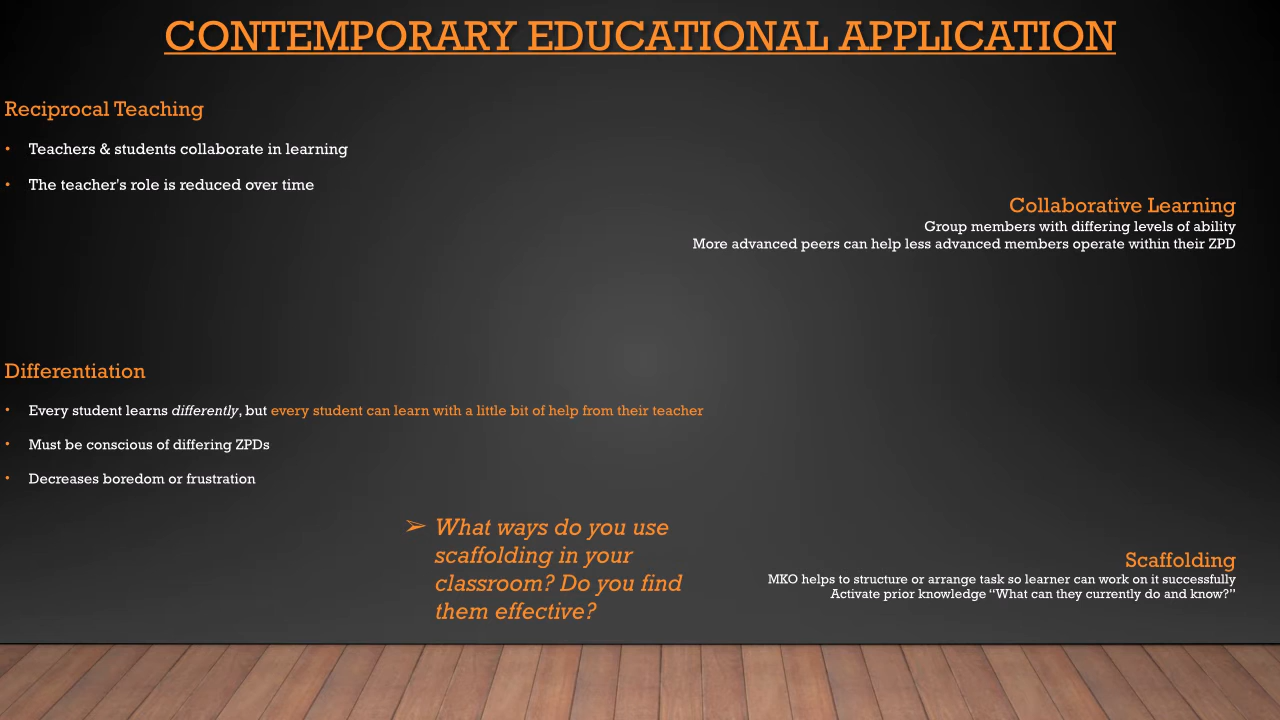 CONTEMPORARY EDUCATIONAL APPLICATION
Reciprocal Teaching
• Teachers & students collaborate in learning
• The teacher's role is reduced over time
Collaborative Learning
Group members with differing levels of ability
More advanced peers can help less advanced members operate within their ZPD
Differentiation
• Every student learns differently, but every student can learn with a little bit of help from their teacher
• Must be conscious of differing ZPDs
• Decreases boredom or frustration
➢ What ways do you use
scaffolding in your
classroom? Do you find
them effective?
Scaffolding
MKO helps to structure or arrange task so learner can work on it successfully
Activate prior knowledge “What can they currently do and know?”